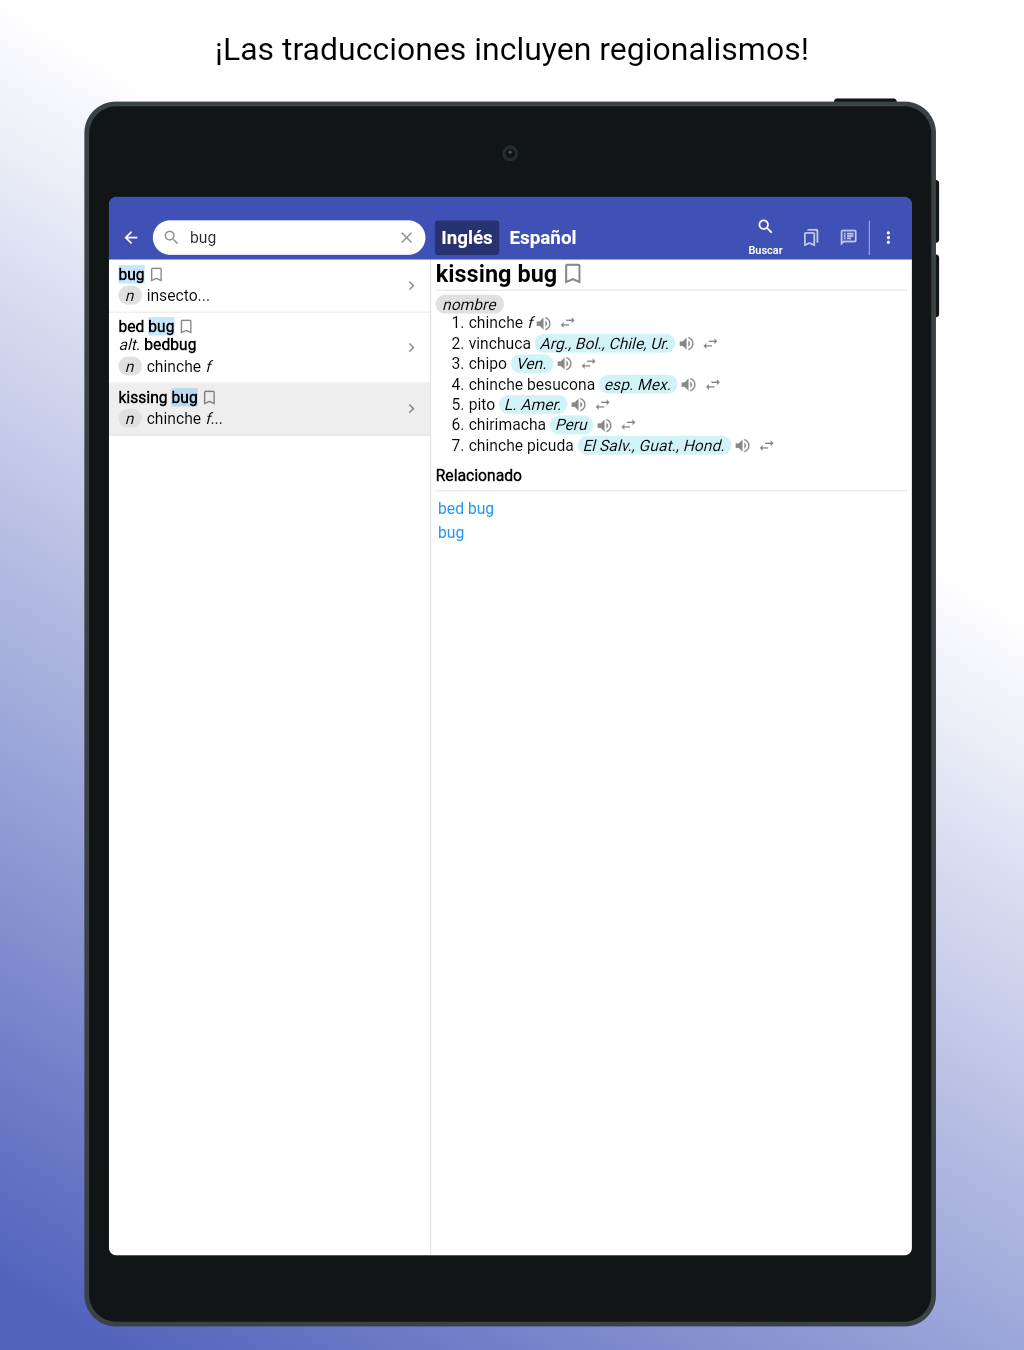 ¡Las traducciones incluyen regionalismos!
bug
Inglés Español
Buscar
bug
n insecto...
bed bug
alt. bedbug
n chinche f
kissing bug
n chinche f...
kissing bug
nombre
1. chinche f
2. vinchuca Arg., Bol., Chile, Ur.
3. chipo Ven.
4. chinche besucona esp. Mex.
5. pito L. Amer.
6. chirimacha Peru
7. chinche picuda El Salv., Guat., Hond.
Relacionado
bed bug
bug